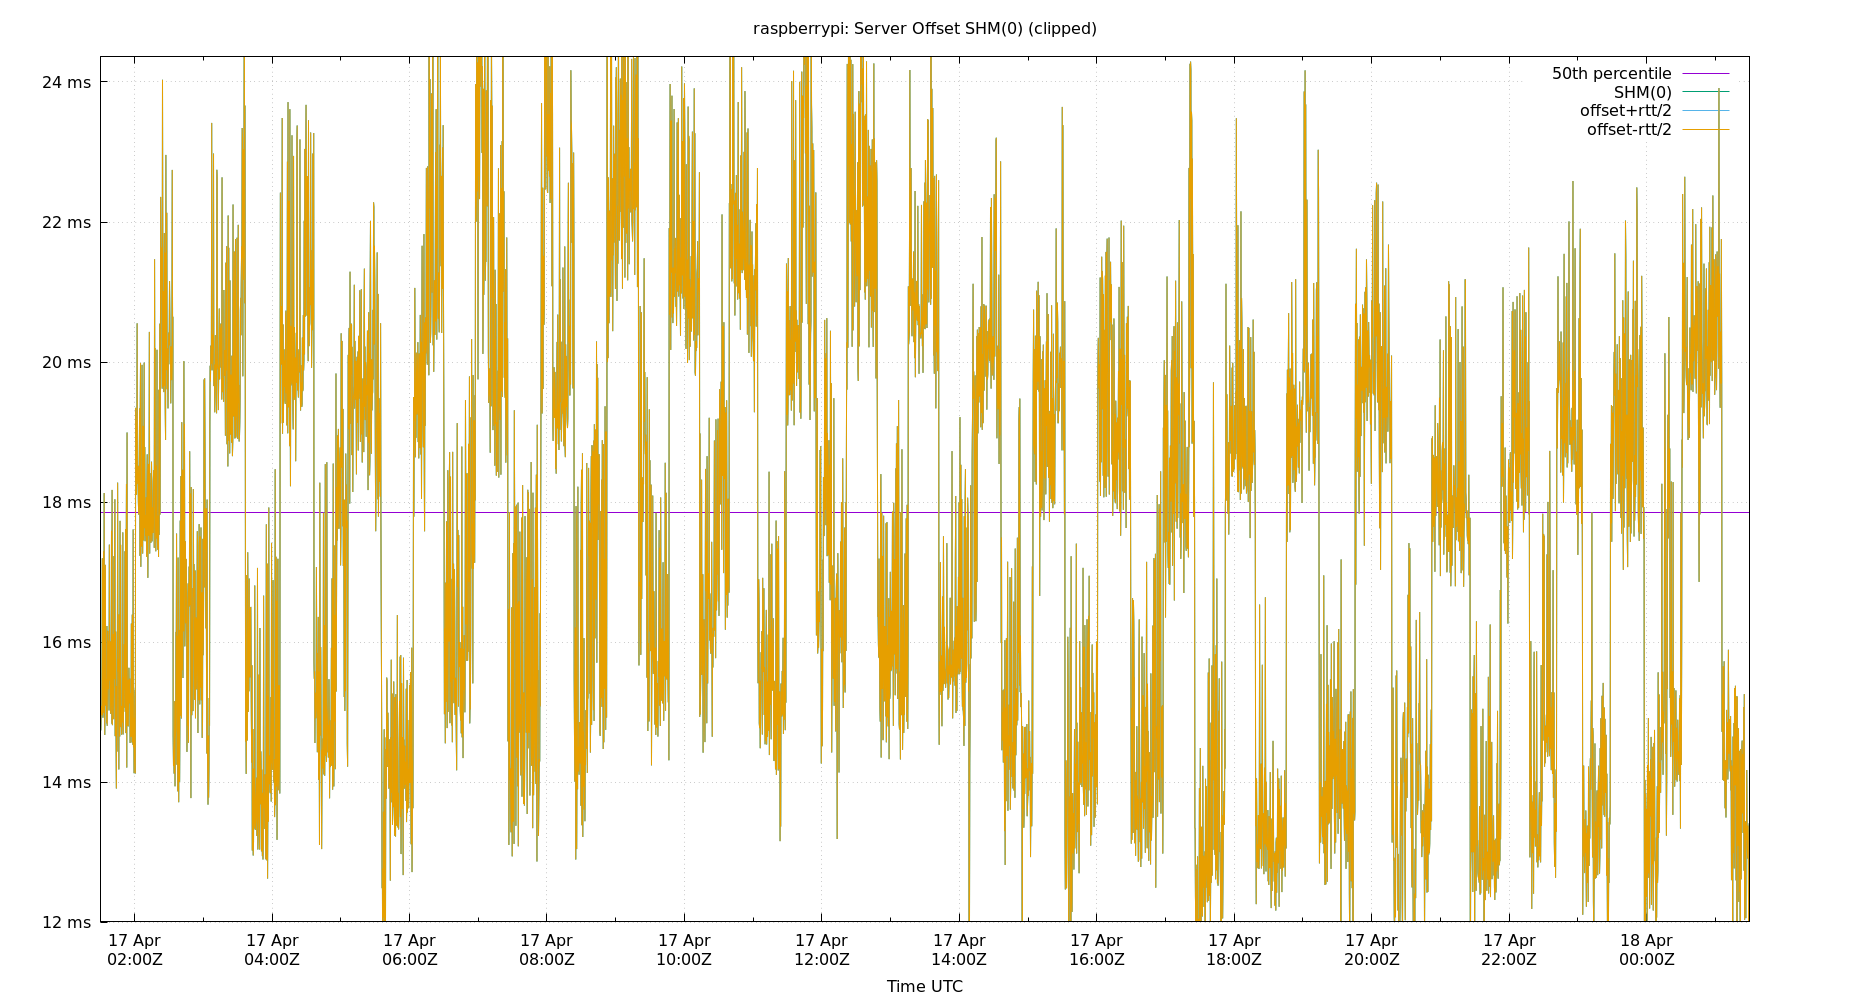 raspberrypi: Server Offset SHM(0) (clipped)
50th percentile
SHM(0)
offset+rtt/2
offset-rtt/2
24 ms
22 ms
20 ms
18 ms
16 ms
14 ms
12 ms
17 Apr 17 Apr 17 Apr 17 Apr 17 Apr 17 Apr 17 Apr 17 Apr 17 Apr 17 Apr 17 Apr 18 Apr
02:00Z 04:00Z 06:00Z 08:00Z 10:00Z 12:00Z 14:00Z 16:00Z 18:00Z 20:00Z 22:00Z 00:00Z
Time UTC